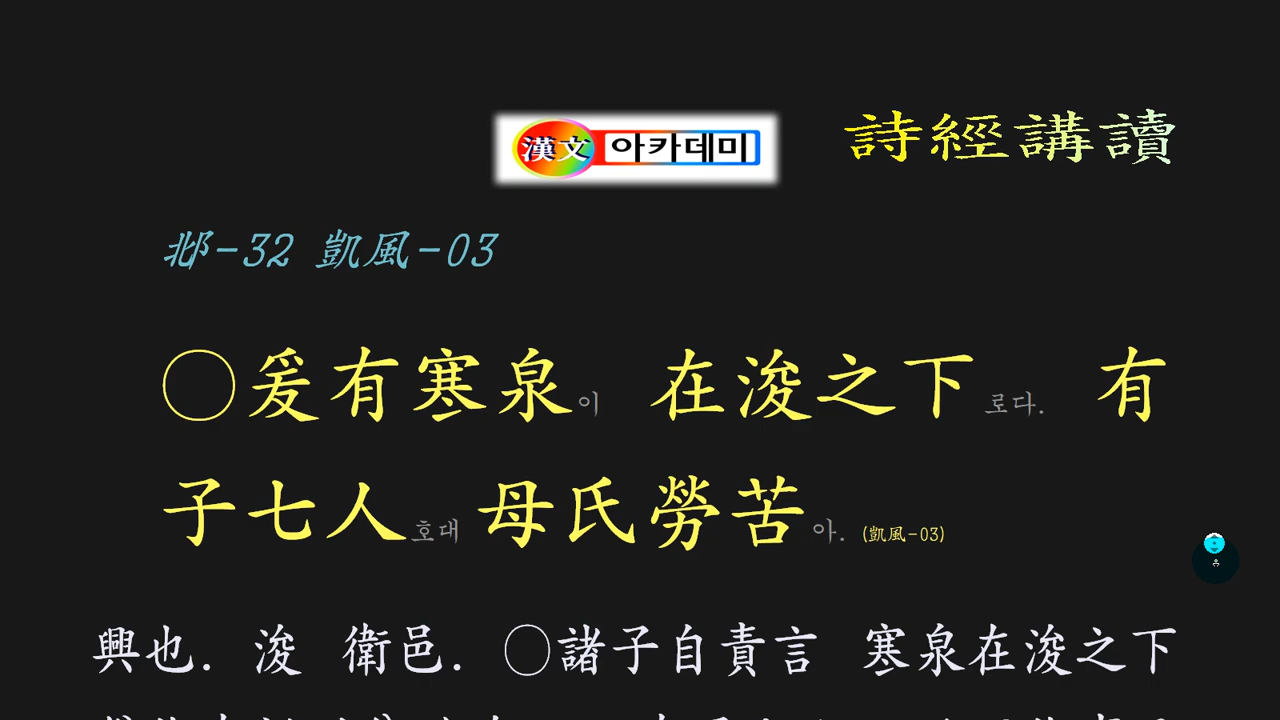 漢文 아카데미
詩經講讀
邶-32 凱風-03
◯爰有寒泉이 在浚之下로다. 有
子七人호대 母氏勞苦아. (凱風-03)
興也. 浚 衛邑. ◯諸子自責言 寒泉在浚之下